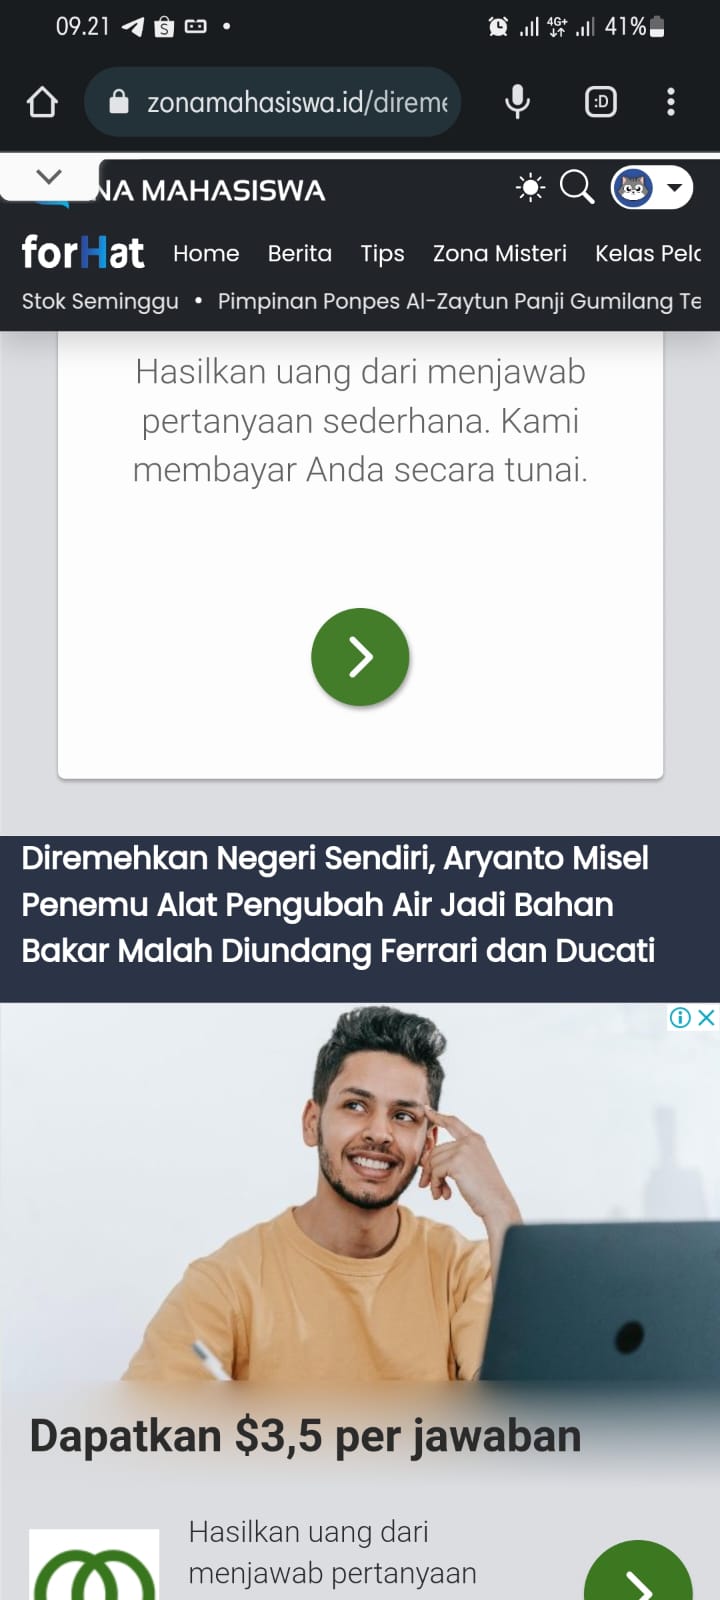 09.21
4G+
41%
zonamahasiswa.id/direme
:D
NA MAHASISWA
forHat Home Berita Tips Zona Misteri Kelas Pelc
Stok Seminggu • Pimpinan Ponpes Al-Zaytun Panji Gumilang Te
Hasilkan uang dari menjawab
pertanyaan sederhana. Kami
membayar Anda secara tunai.
Diremehkan Negeri Sendiri, Aryanto Misel
Penemu Alat Pengubah Air Jadi Bahan
Bakar Malah Diundang Ferrari dan Ducati
Dapatkan $3,5 per jawaban
Hasilkan uang dari
menjawab pertanyaan